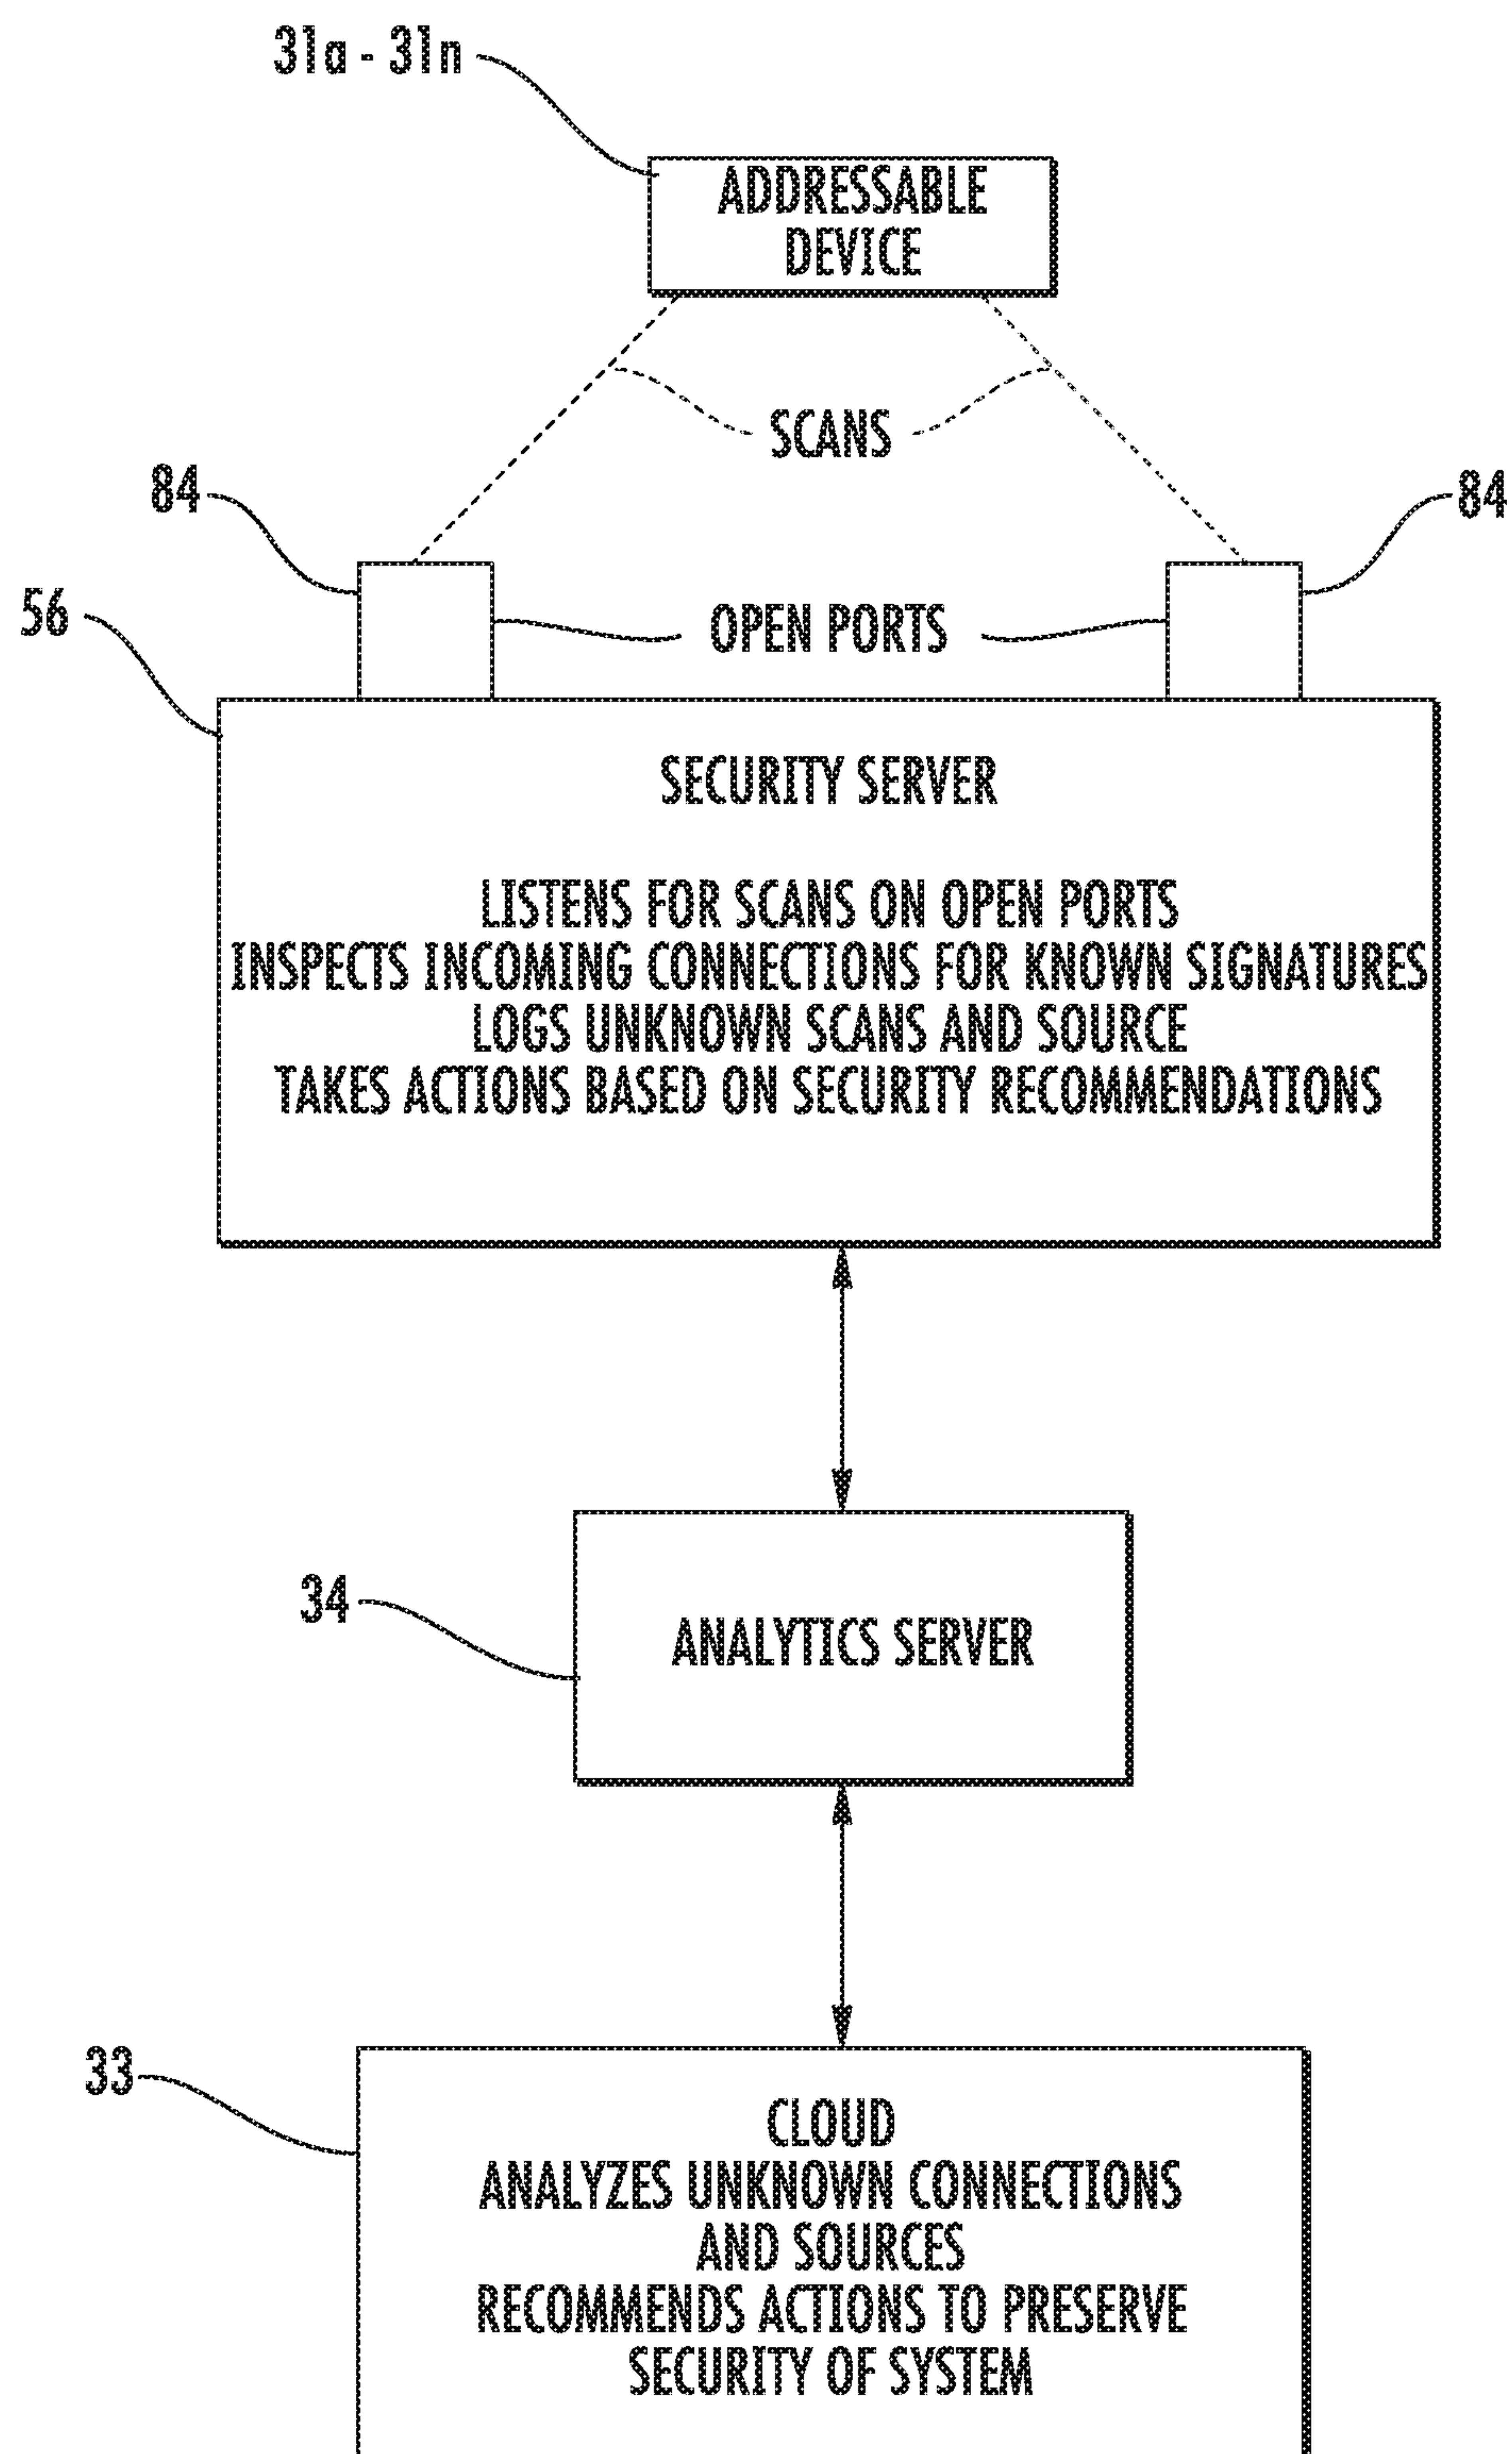 31a - 31n
ADDRESSABLE
DEVICE
SCANS
84
84
56
OPEN PORTS
SECURITY SERVER
LISTENS FOR SCANS ON OPEN PORTS
INSPECTS INCOMING CONNECTIONS FOR KNOWN SIGNATURES
LOGS UNKNOWN SCANS AND SOURCE
TAKES ACTIONS BASED ON SECURITY RECOMMENDATIONS
34
ANALYTICS SERVER
33
CLOUD
ANALYZES UNKNOWN CONNECTIONS
AND SOURCES
RECOMMENDS ACTIONS TO PRESERVE
SECURITY OF SYSTEM